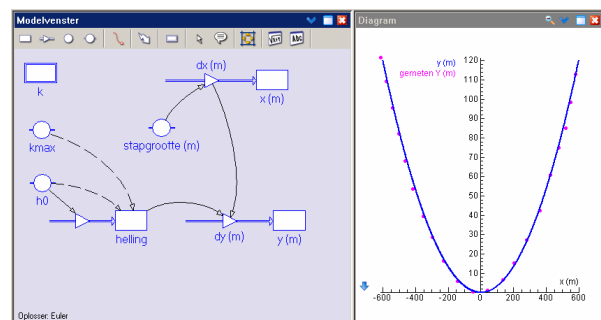 Modelvenster
k
dx (m)
x (m)
stapgrootte (m)
kmax
h0
helling
dy (m)
y (m)
Oplosser: Euler
Diagram
y (m)
gemeten Y (m)
120
110
100
90
80
70
60
50
40
30
20
10
x (m)
-600 -400 -200 0 200 400 600